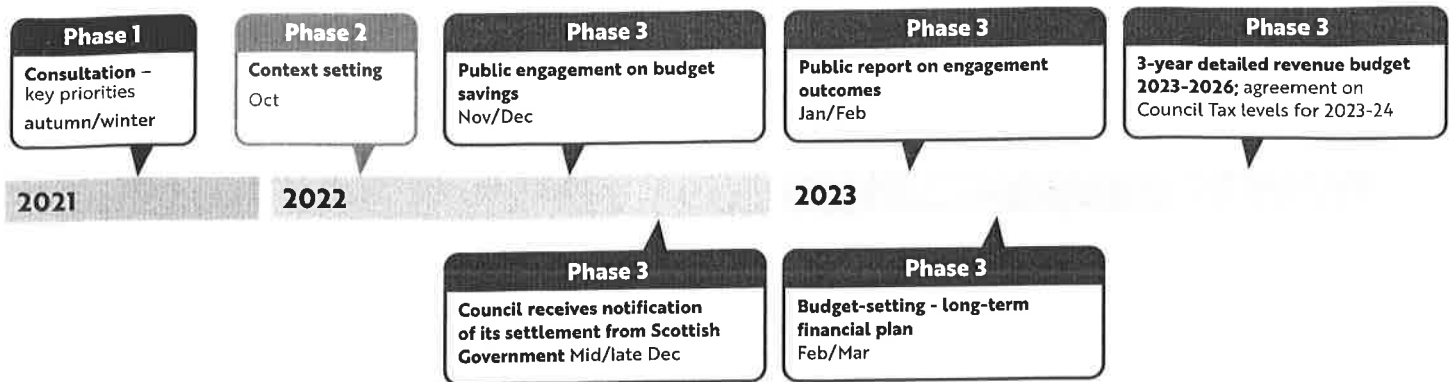 Phase 1
Consultation –
key priorities
autumn/winter
Phase 2
Context setting
Oct
Phase 3
Public engagement on budget
savings
Nov/Dec
Phase 3
Public report on engagement
outcomes
Jan/Feb
Phase 3
3-year detailed revenue budget
2023-2026; agreement on
Council Tax levels for 2023-24
2021
2022
2023
Phase 3
Council receives notification
of its settlement from Scottish
Government Mid/late Dec
Phase 3
Budget-setting - long-term
financial plan
Feb/Mar